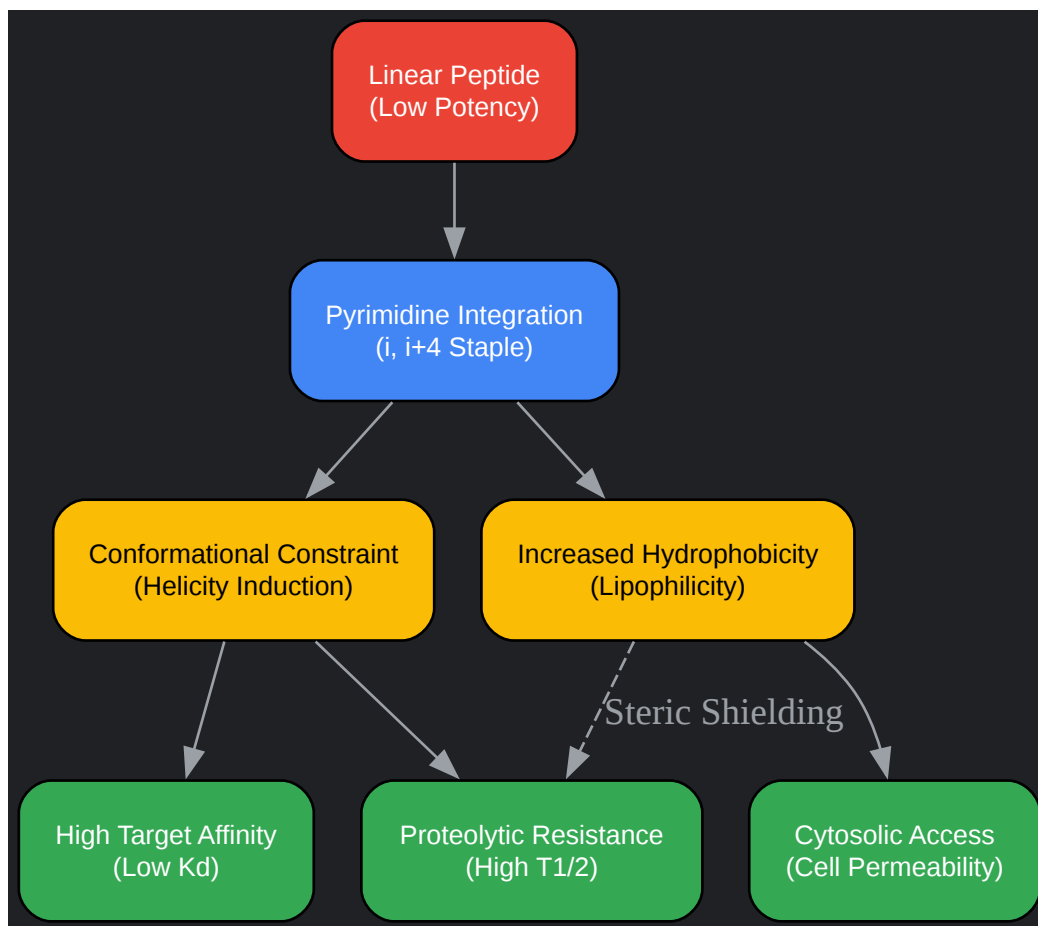 Linear Peptide
(Low Potency)
Pyrimidine Integration
(i, i+4 Staple)
Conformational Constraint
(Helicity Induction)
Increased Hydrophobicity
(Lipophilicity)
Steric Shielding
High Target Affinity
(Low Kd)
Proteolytic Resistance
(High T1/2)
Cytosolic Access
(Cell Permeability)